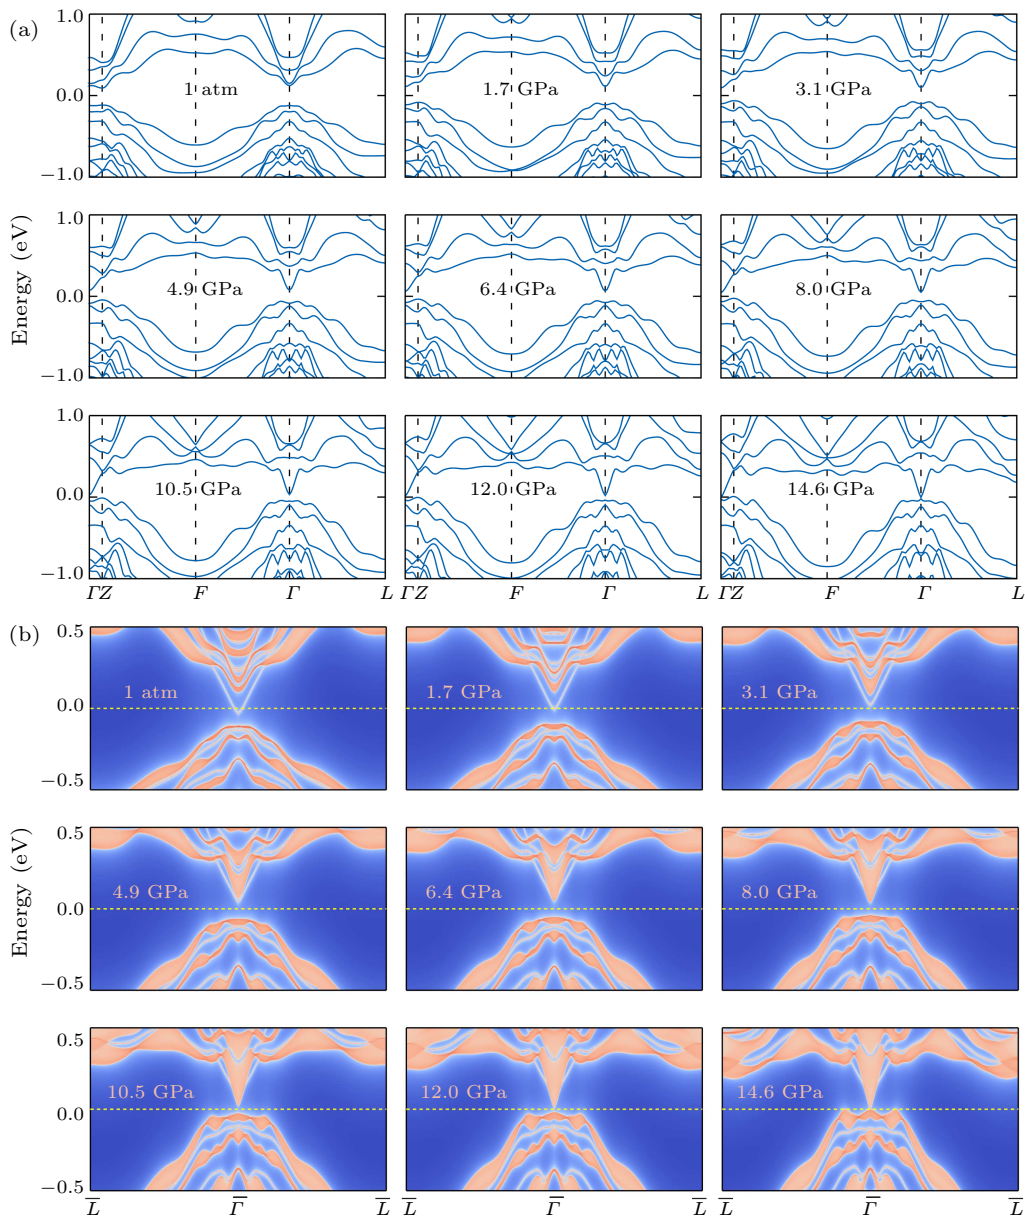 (a)
1.0
0.0
−1.0
1 atm
1.7 GPa
3.1 GPa
Energy (eV)
1.0
0.0
−1.0
4.9 GPa
6.4 GPa
8.0 GPa
1.0
0.0
−1.0
10.5 GPa
12.0 GPa
14.6 GPa
Γ Z F Γ L Γ Z F Γ L Γ Z F Γ L
(b)
0.5
0.0
−0.5
1 atm
1.7 GPa
3.1 GPa
Energy (eV)
0.5
0.0
−0.5
4.9 GPa
6.4 GPa
8.0 GPa
0.5
0.0
−0.5
10.5 GPa
12.0 GPa
14.6 GPa
L̅ Γ̅ L̅ L̅ Γ̅ L̅ L̅ Γ̅ L̅